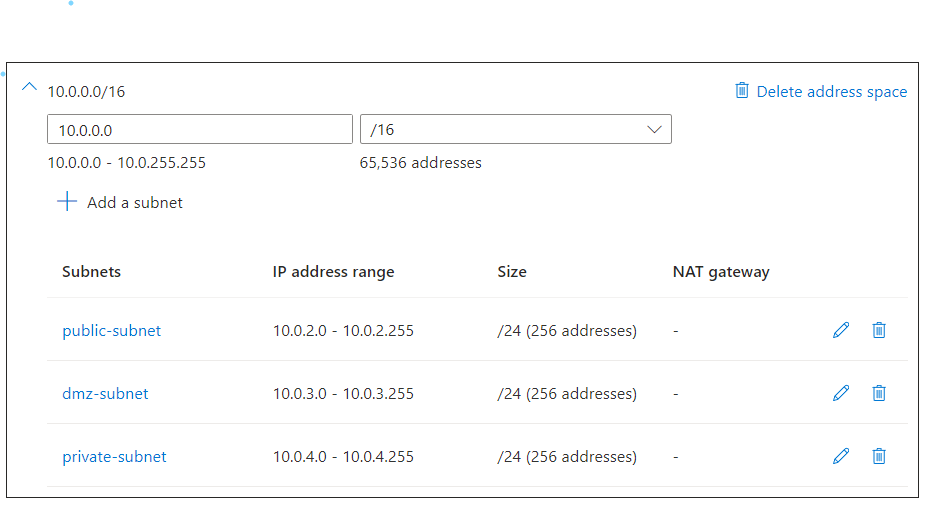 10.0.0.0/16 Delete address space
10.0.0.0 /16
10.0.0.0 - 10.0.255.255 65,536 addresses
Add a subnet
Subnets IP address range Size NAT gateway
public-subnet 10.0.2.0 - 10.0.2.255 /24 (256 addresses) -
dmz-subnet 10.0.3.0 - 10.0.3.255 /24 (256 addresses) -
private-subnet 10.0.4.0 - 10.0.4.255 /24 (256 addresses) -